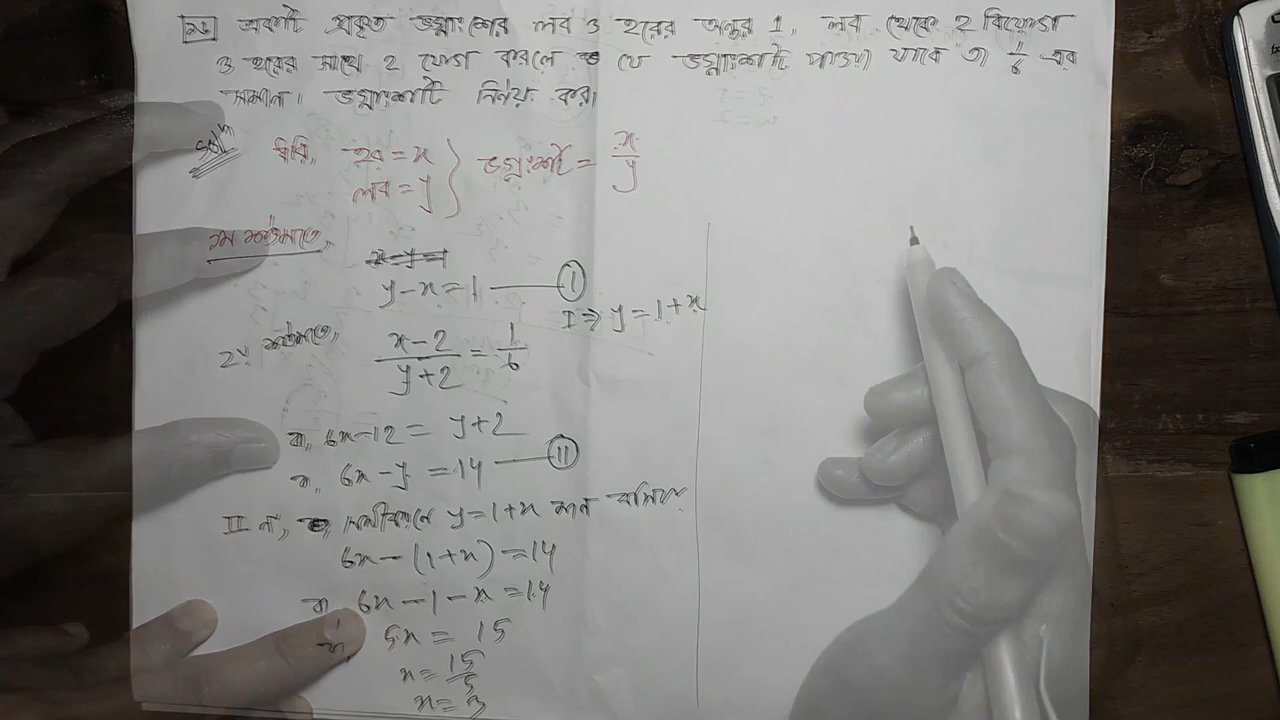 ২১ একটি প্রকৃত ভগ্নাংশের লব ও হরের অন্তর 1, লব থেকে 2 বিয়োগ
ও হরের সাথে 2 যোগ করলে যে ভগ্নাংশটি পাওয়া যাবে তা 1/6 এর
সমান। ভগ্নাংশটি নির্ণয় কর।
Solⁿ
ধরি, হর = x
লব = y } ভগ্নাংশটি = x/y
১ম শর্তমতে,
x - y = 1
y - x = 1 —— I
I ⇒ y = 1 + x
2য় শর্তমতে, (x - 2)/(y + 2) = 1/6
বা, 6x - 12 = y + 2
বা, 6x - y = 14 —— II
II নং সমীকরণে y = 1 + x মান বসিয়ে
6x - (1 + x) = 14
বা, 6x - 1 - x = 14
বা, 5x = 15
x = 15/5
x = 3